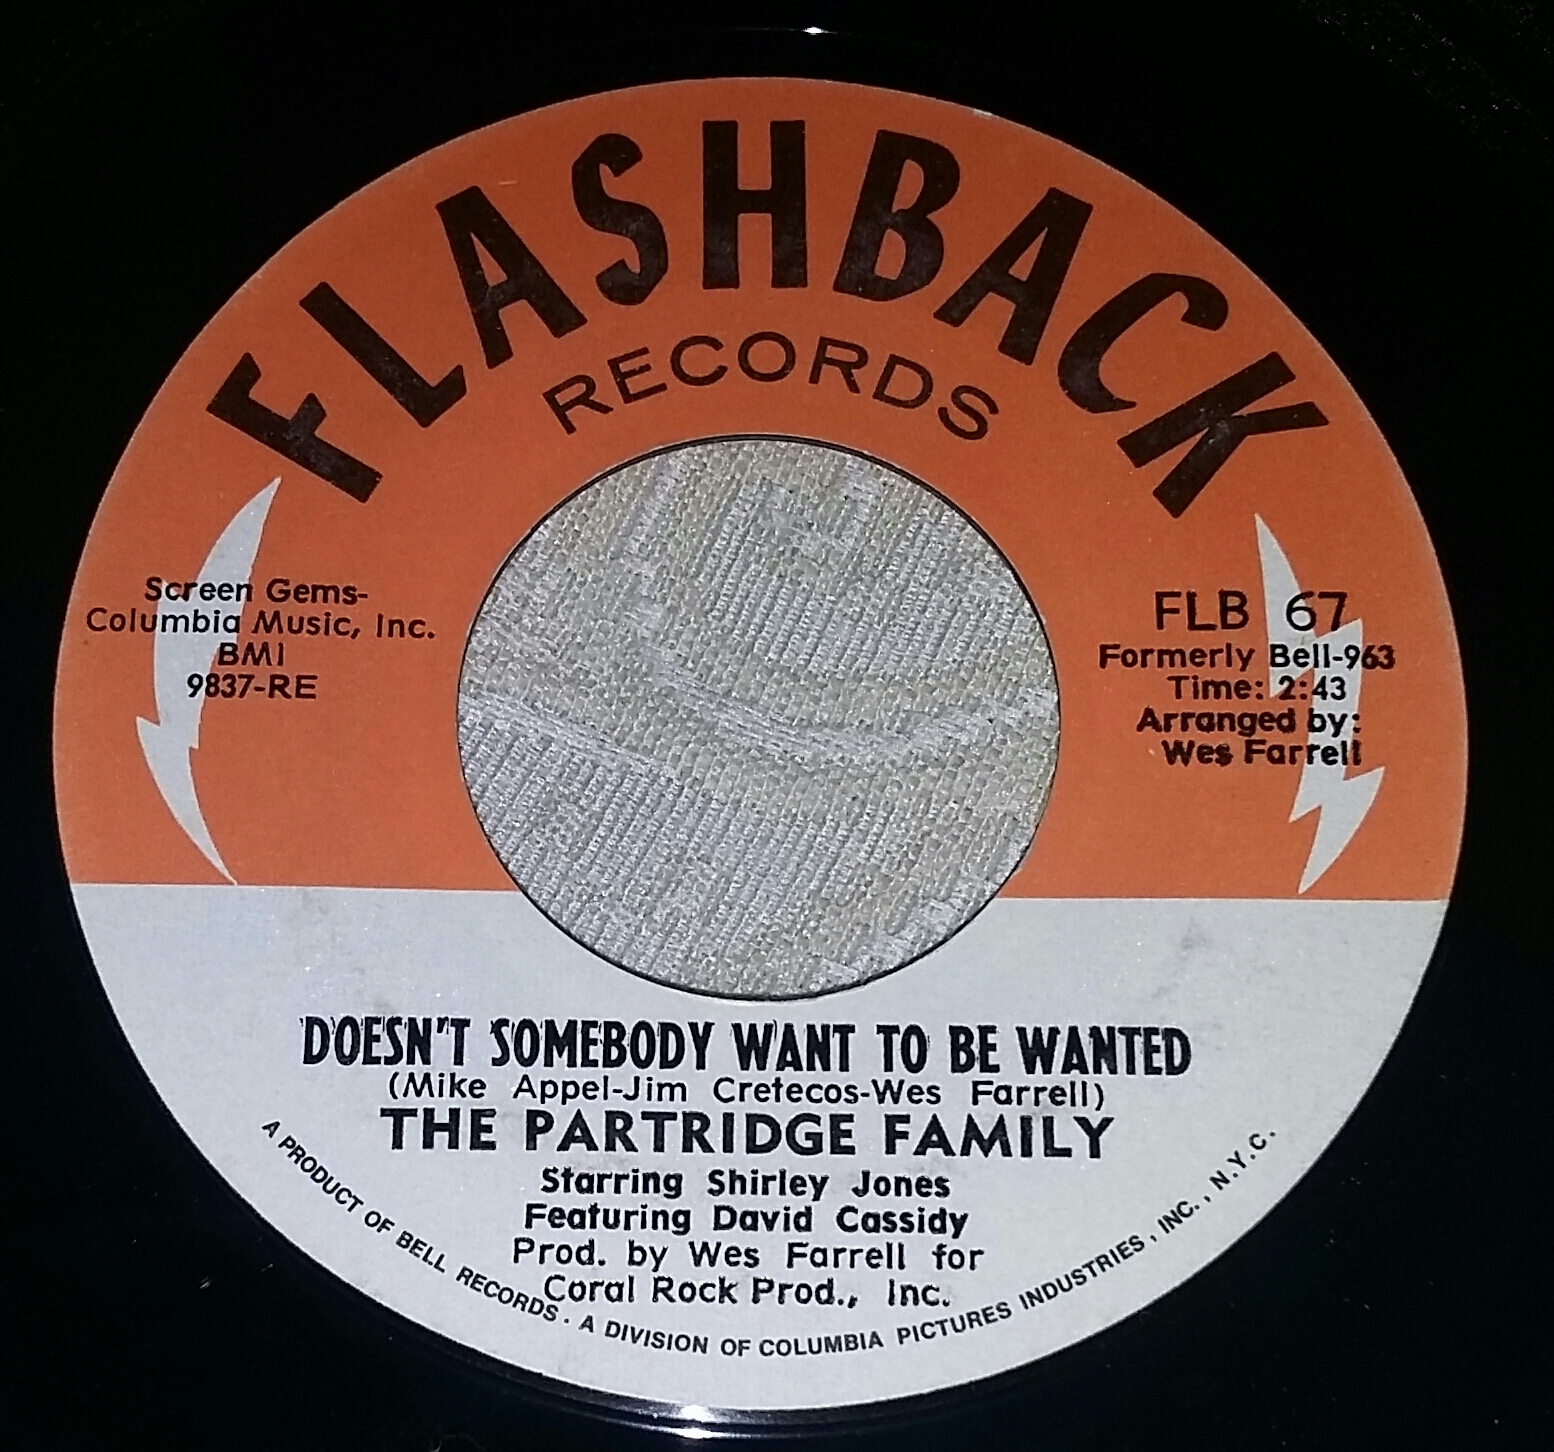 FLASHBACK
RECORDS
Screen Gems-
Columbia Music, Inc.
BMI
9837-RE
FLB 67
Formerly Bell-963
Time: 2:43
Arranged by:
Wes Farrell
DOESN'T SOMEBODY WANT TO BE WANTED
(Mike Appel-Jim Cretecos-Wes Farrell)
THE PARTRIDGE FAMILY
Starring Shirley Jones
Featuring David Cassidy
Prod. by Wes Farrell for
Coral Rock Prod., Inc.
A PRODUCT OF BELL RECORDS. A DIVISION OF COLUMBIA PICTURES INDUSTRIES, INC., N.Y.C.